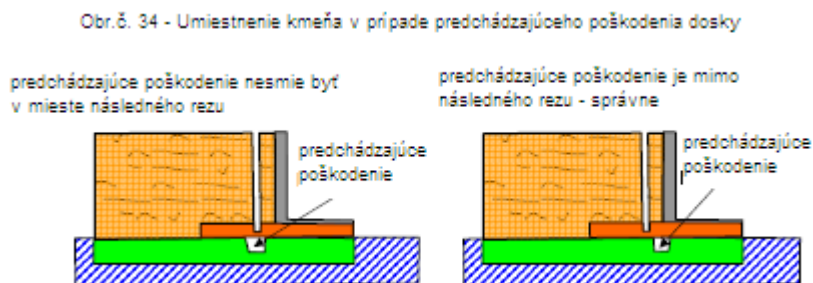 Obr.č. 34 - Umiestnenie kmeňa v prípade predchádzajúceho poškodenia dosky
predchádzajúce poškodenie nesmie byť
v mieste následného rezu
predchádzajúce
poškodenie
predchádzajúce poškodenie je mimo
následného rezu - správne
predchádzajúce
poškodenie